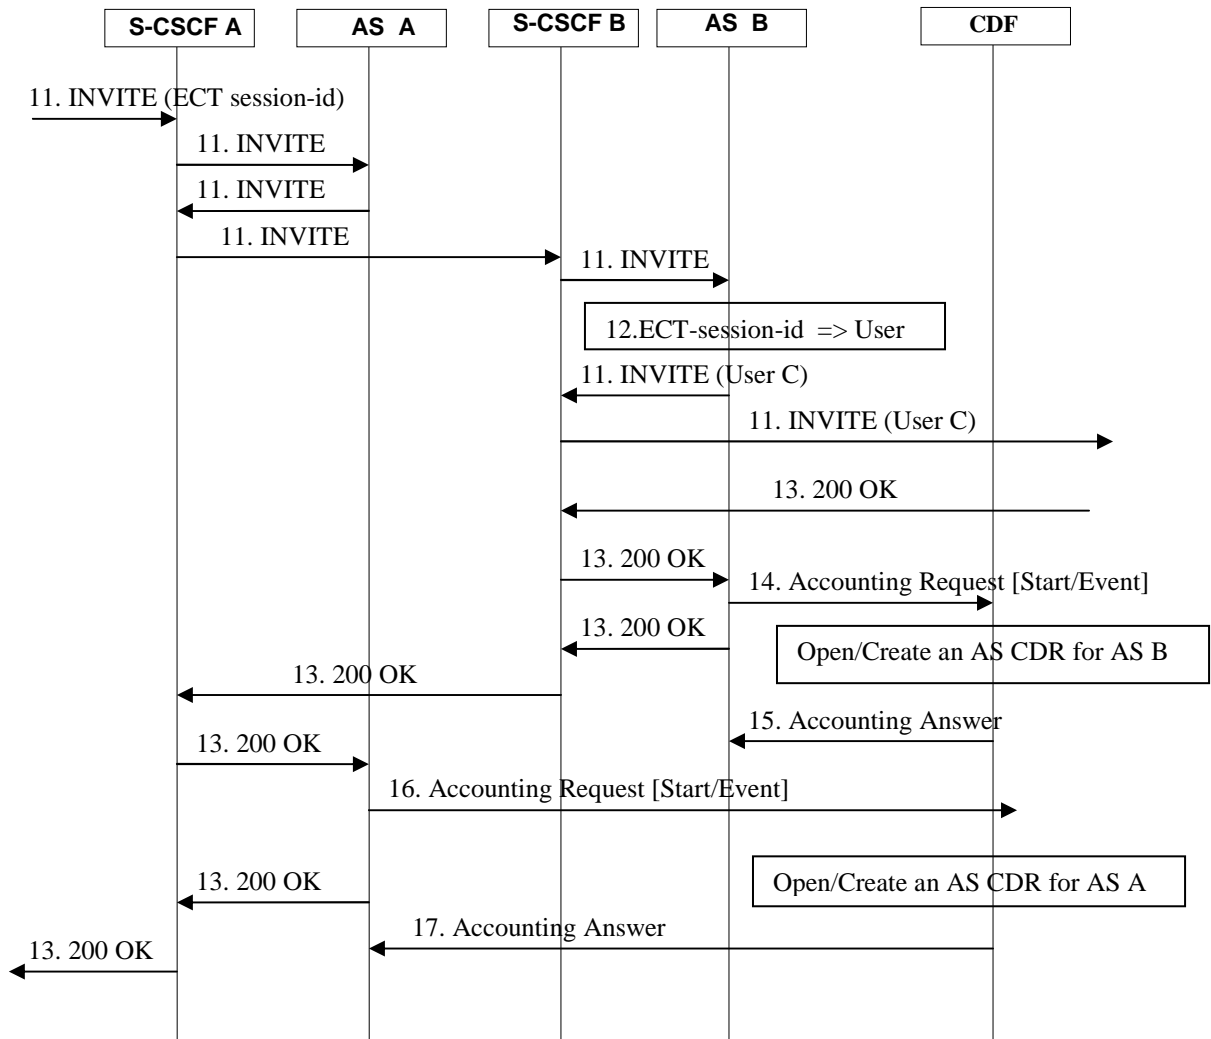 S-CSCF A
AS A
S-CSCF B
AS B
CDF
11. INVITE (ECT session-id)
11. INVITE
11. INVITE
11. INVITE
11. INVITE
12.ECT-session-id => User
11. INVITE (User C)
11. INVITE (User C)
13. 200 OK
13. 200 OK
14. Accounting Request [Start/Event]
13. 200 OK
Open/Create an AS CDR for AS B
13. 200 OK
15. Accounting Answer
13. 200 OK
16. Accounting Request [Start/Event]
13. 200 OK
Open/Create an AS CDR for AS A
17. Accounting Answer
13. 200 OK